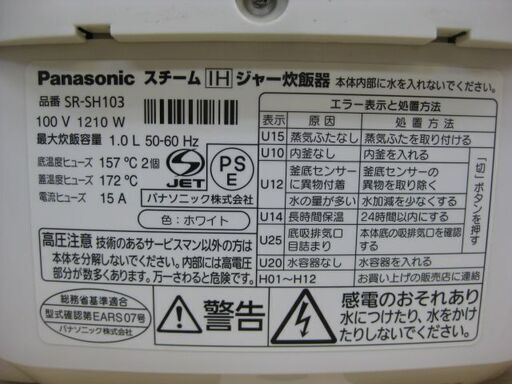 Panasonic スチーム IH ジャー炊飯器 本体内部に水を入れないでください。
品番 SR-SH103
100 V 1210 W
最大炊飯容量 1.0 L 50-60 Hz
底温度ヒューズ 157 ℃ 2個
蓋温度ヒューズ 172 ℃
電流ヒューズ 15 A
S JET
PS E
パナソニック株式会社
色：ホワイト
エラー表示と処置方法
表示 原因 処置方法
U15 蒸気ふたなし 蒸気ふたを取り付ける
U10 内釜なし 内釜を入れる
U12 釜底センサーに異物付着 釜底センサーの異物を取り除く
水の量が多い 水加減を少なくする
U14 長時間保温 24時間以内にする
U25 底吸排気口目詰まり 本体底の吸排気口を確認する
U20 水容器なし 水容器を入れる
「切」ボタンを押す
H01〜H12 お買い上げの販売店に連絡
高圧注意 技術のあるサービスマン以外の方は
本体を分解しないでください。内部には高電圧
部分が多数あります。万一さわると危険です。
総務省基準適合
型式確認第EARS07号
パナソニック株式会社
警告
感電のおそれあり
水につけたり、水をかけ
たりしないでください